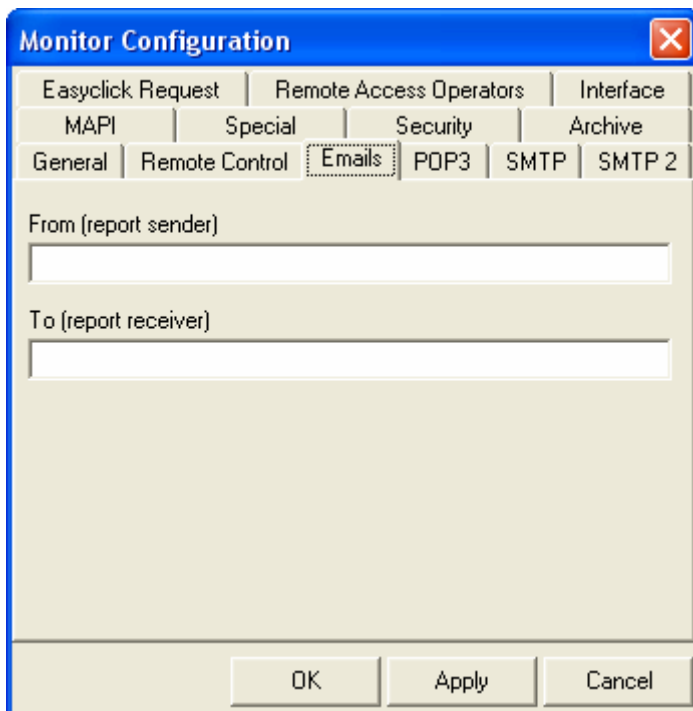 Monitor Configuration
Easyclick Request Remote Access Operators Interface
MAPI Special Security Archive
General Remote Control Emails POP3 SMTP SMTP 2
From (report sender)
To (report receiver)
OK Apply Cancel